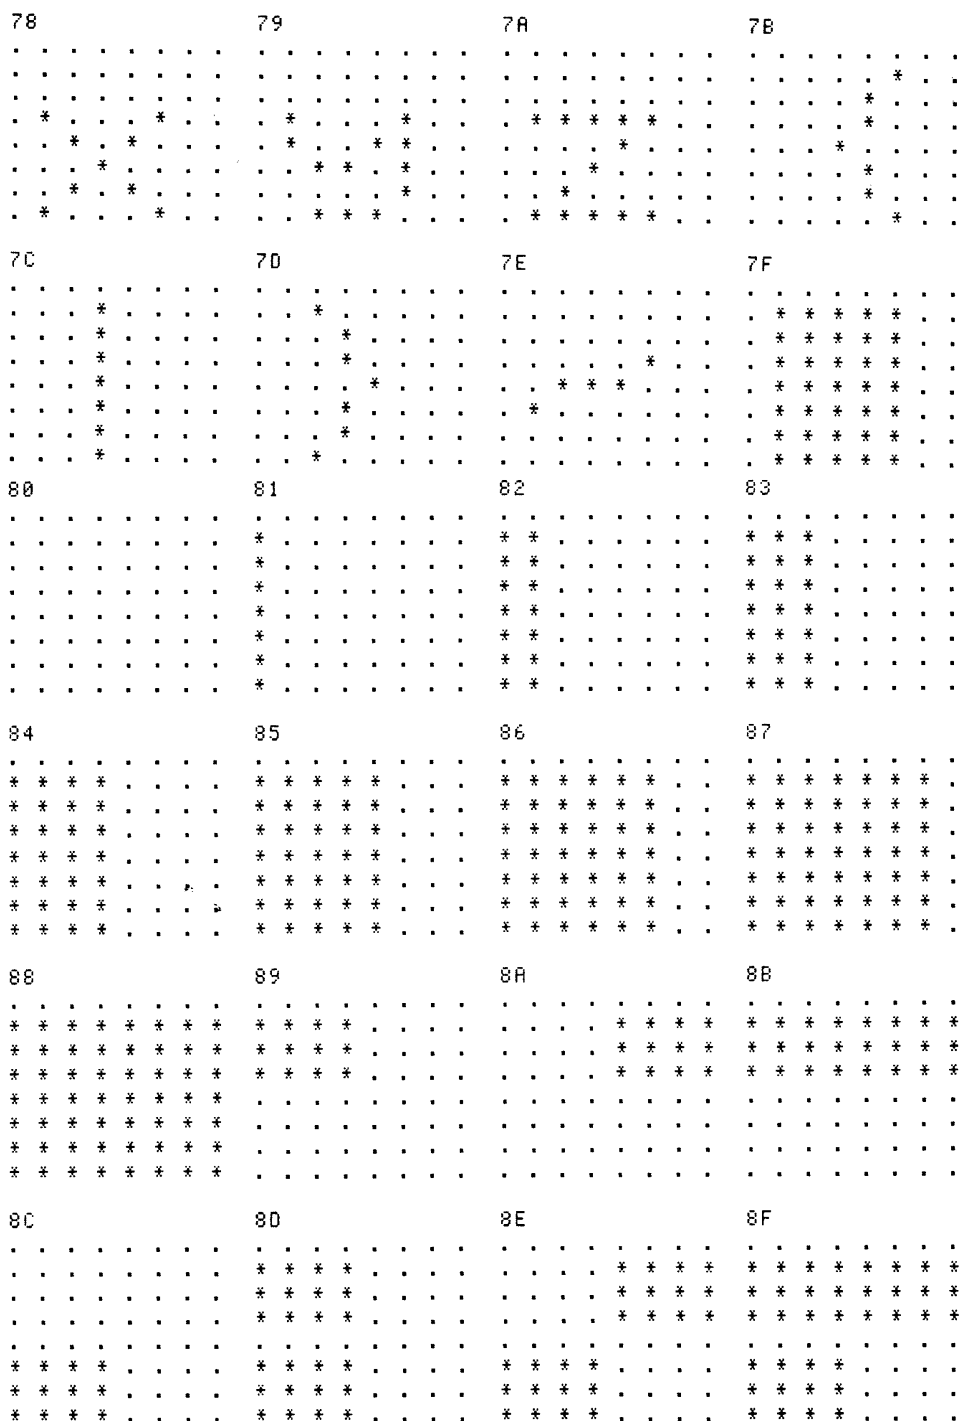 78 79 7A 7B
. . . . . . . . . . . . . . . . . . . . . . . . . . . . . . . .
. . . . . . . . . . . . . . . . . . . . . . . . . . . . . * . .
. . . . . . . . . . . . . . . . . . . . . . . . . . . . * . . .
. * . . . * . . . * . . . * . . . * * * * * . . . . . . * . . .
. . * . * . . . . * . . * * . . . . . . * . . . . . . * . . . .
. . . * . . . . . . * * . * . . . . . * . . . . . . . . * . . .
. . * . * . . . . . . . . * . . . . * . . . . . . . . . * . . .
. * . . . * . . . . * * * . . . . * * * * * . . . . . . . * . .
7C 7D 7E 7F
. . . . . . . . . . . . . . . . . . . . . . . . . . . . . . . .
. . . * . . . . . . * . . . . . . . . . . . . . . * * * * * . .
. . . * . . . . . . . * . . . . . . . . . . . . . * * * * * . .
. . . * . . . . . . . * . . . . . . . . . * . . . * * * * * . .
. . . * . . . . . . . . * . . . . . * * * . . . . * * * * * . .
. . . * . . . . . . . * . . . . . * . . . . . . . * * * * * . .
. . . * . . . . . . . * . . . . . . . . . . . . . * * * * * . .
. . . * . . . . . . * . . . . . . . . . . . . . . * * * * * . .
80 81 82 83
. . . . . . . . . . . . . . . . . . . . . . . . . . . . . . . .
. . . . . . . . * . . . . . . . * * . . . . . . * * * . . . . .
. . . . . . . . * . . . . . . . * * . . . . . . * * * . . . . .
. . . . . . . . * . . . . . . . * * . . . . . . * * * . . . . .
. . . . . . . . * . . . . . . . * * . . . . . . * * * . . . . .
. . . . . . . . * . . . . . . . * * . . . . . . * * * . . . . .
. . . . . . . . * . . . . . . . * * . . . . . . * * * . . . . .
. . . . . . . . * . . . . . . . * * . . . . . . * * * . . . . .
84 85 86 87
. . . . . . . . . . . . . . . . . . . . . . . . . . . . . . . .
* * * * . . . . * * * * * . . . * * * * * * . . * * * * * * * .
* * * * . . . . * * * * * . . . * * * * * * . . * * * * * * * .
* * * * . . . . * * * * * . . . * * * * * * . . * * * * * * * .
* * * * . . . . * * * * * . . . * * * * * * . . * * * * * * * .
* * * * . . . . * * * * * . . . * * * * * * . . * * * * * * * .
* * * * . . . . * * * * * . . . * * * * * * . . * * * * * * * .
* * * * . . . . * * * * * . . . * * * * * * . . * * * * * * * .
88 89 8A 8B
. . . . . . . . . . . . . . . . . . . . . . . . . . . . . . . .
* * * * * * * * * * * * . . . . . . . . * * * * * * * * * * * *
* * * * * * * * * * * * . . . . . . . . * * * * * * * * * * * *
* * * * * * * * * * * * . . . . . . . . * * * * * * * * * * * *
* * * * * * * * . . . . . . . . . . . . . . . . . . . . . . . .
* * * * * * * * . . . . . . . . . . . . . . . . . . . . . . . .
* * * * * * * * . . . . . . . . . . . . . . . . . . . . . . . .
* * * * * * * * . . . . . . . . . . . . . . . . . . . . . . . .
8C 8D 8E 8F
. . . . . . . . . . . . . . . . . . . . . . . . . . . . . . . .
. . . . . . . . * * * * . . . . . . . . * * * * * * * * * * * *
. . . . . . . . * * * * . . . . . . . . * * * * * * * * * * * *
. . . . . . . . * * * * . . . . . . . . * * * * * * * * * * * *
. . . . . . . . . . . . . . . . . . . . . . . . . . . . . . . .
* * * * . . . . * * * * . . . . * * * * . . . . * * * * . . . .
* * * * . . . . * * * * . . . . * * * * . . . . * * * * . . . .
* * * * . . . . * * * * . . . . * * * * . . . . * * * * . . . .